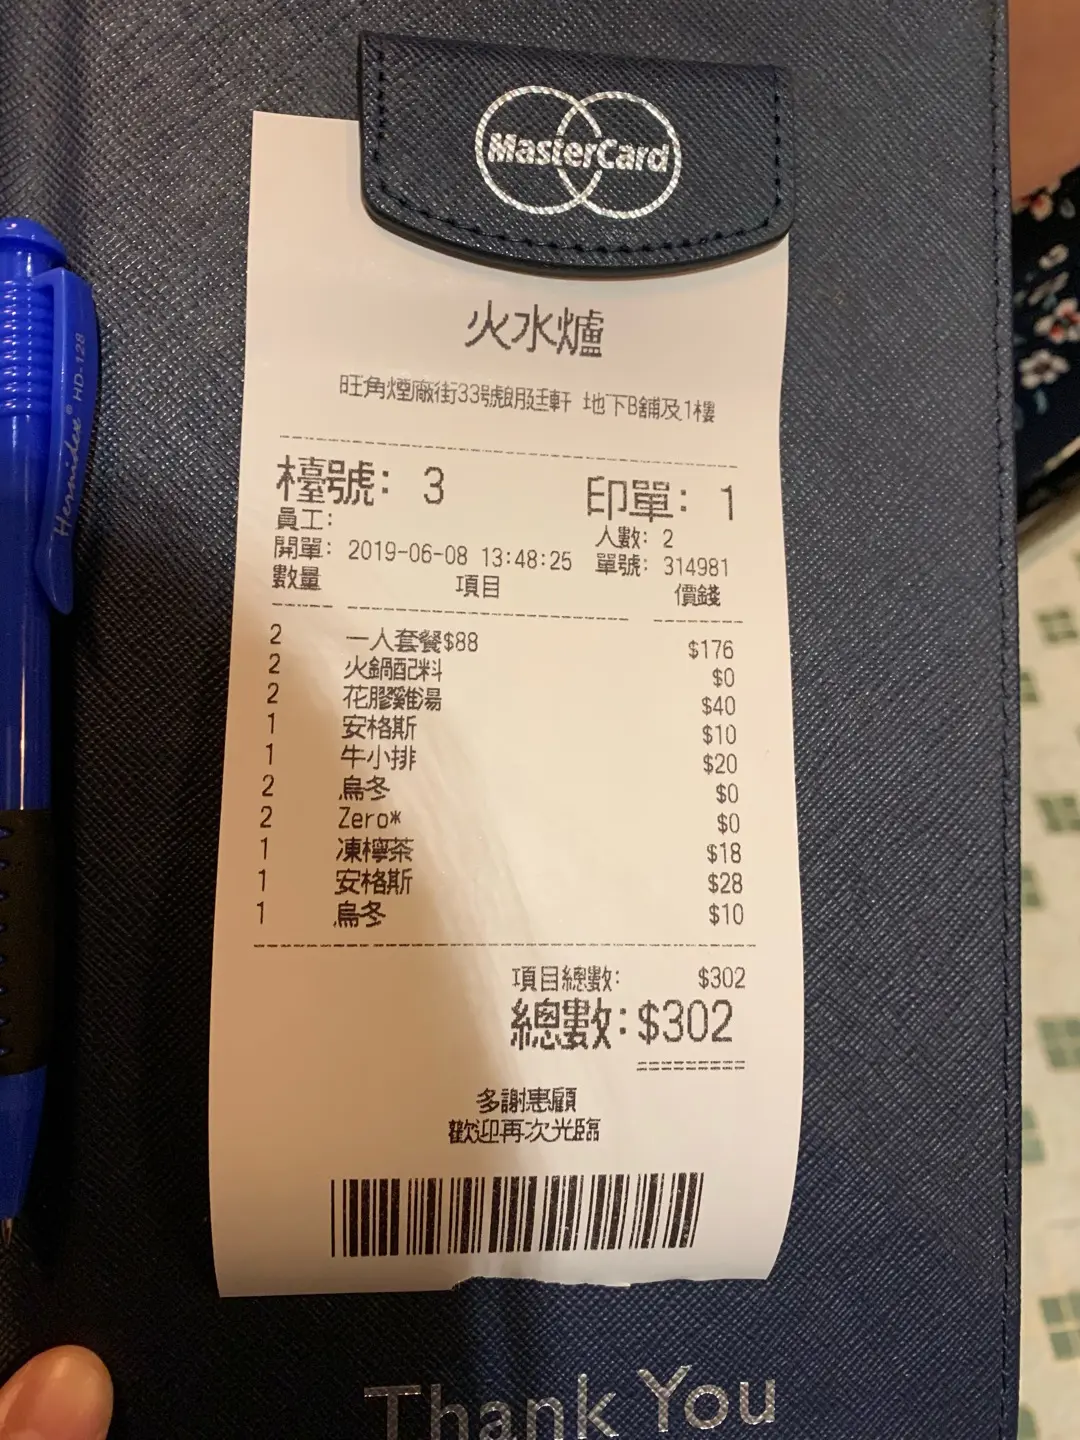 MasterCard
火水爐
旺角煙廠街33號服廷軒 地下B舖及1樓
檯號: 3 印單: 1
員工: 人數: 2
開單: 2019-06-08 13:48:25 單號: 314981
數量 項目 價錢
2 一人套餐$88 $176
2 火鍋配料 $0
2 花膠雞湯 $40
1 安格斯 $10
1 牛小排 $20
2 烏冬 $0
2 Zero* $0
1 凍檸茶 $18
1 安格斯 $28
1 烏冬 $10
項目總數: $302
總數: $302
多謝惠顧
歡迎再次光臨
Thank You
Hernidex® HD-128